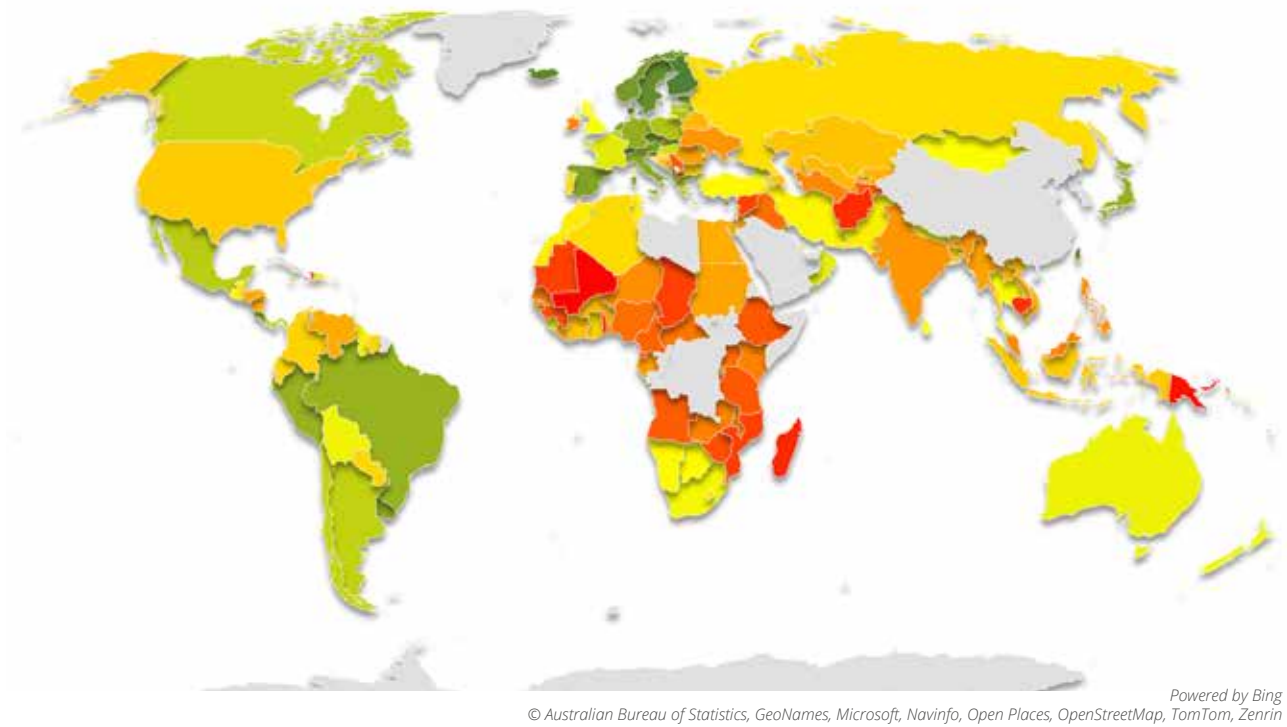 Powered by Bing
© Australian Bureau of Statistics, GeoNames, Microsoft, Navinfo, Open Places, OpenStreetMap, TomTom, Zenrin